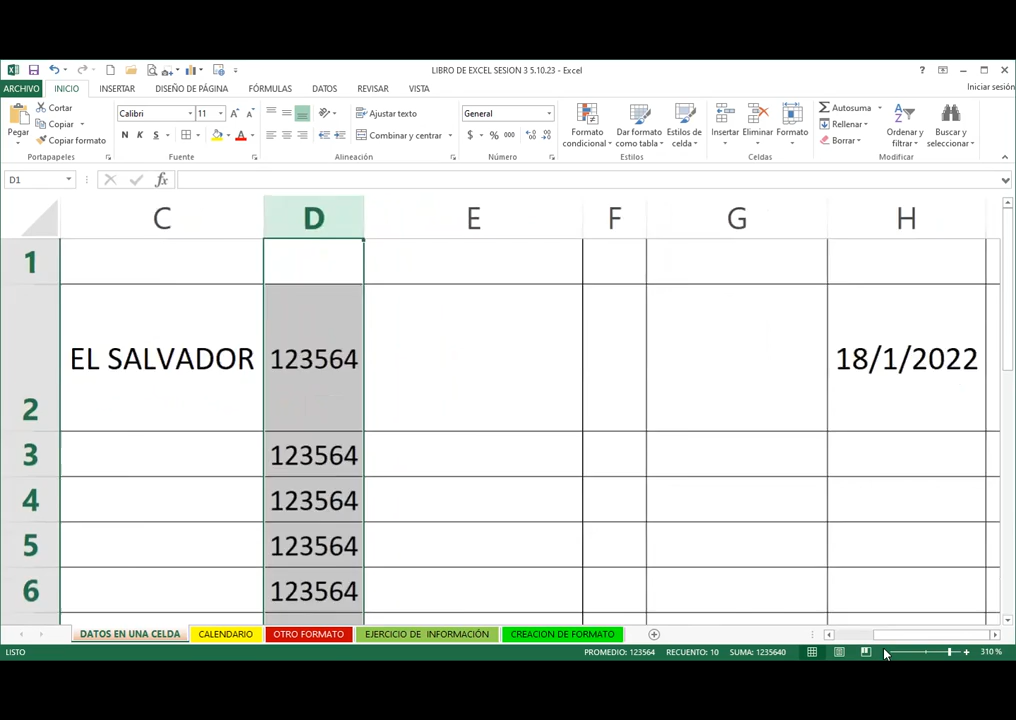 LIBRO DE EXCEL SESION 3 5.10.23 - Excel
?
ARCHIVO INICIO INSERTAR DISEÑO DE PÁGINA FÓRMULAS DATOS REVISAR VISTA Iniciar sesión
Pegar Cortar Copiar Copiar formato Portapapeles
Calibri 11 N K S A Fuente
Ajustar texto Combinar y centrar Alineación
General $ % 000 Número
Formato condicional Dar formato como tabla Estilos de celda Estilos
Insertar Eliminar Formato Celdas
Autosuma Rellenar Borrar Ordenar y filtrar Buscar y seleccionar Modificar
D1 fx
C D E F G H
1
2 EL SALVADOR 123564 18/1/2022
3 123564
4 123564
5 123564
6 123564
DATOS EN UNA CELDA CALENDARIO OTRO FORMATO EJERCICIO DE INFORMACIÓN CREACION DE FORMATO
LISTO PROMEDIO: 123564 RECUENTO: 10 SUMA: 1235640 310 %